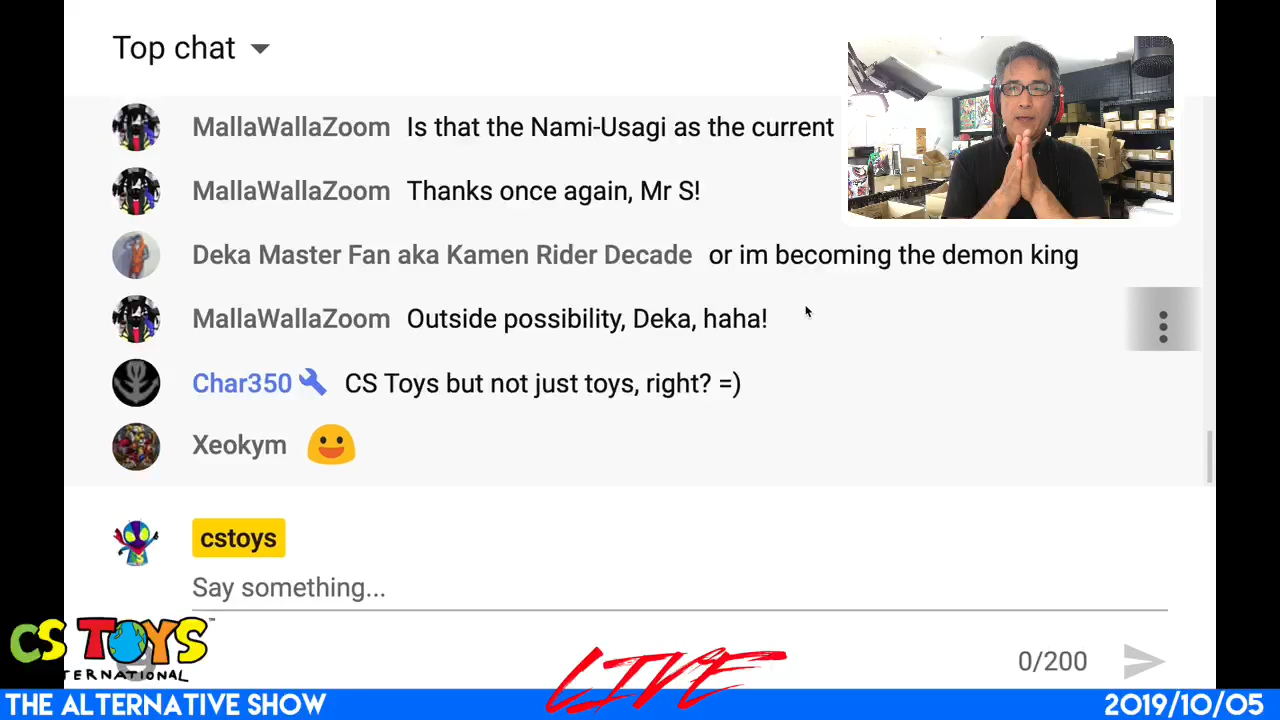 Top chat
MallaWallaZoom Is that the Nami-Usagi as the current
MallaWallaZoom Thanks once again, Mr S!
Deka Master Fan aka Kamen Rider Decade or im becoming the demon king
MallaWallaZoom Outside possibility, Deka, haha!
Char350 CS Toys but not just toys, right? =)
Xeokym
cstoys
Say something...
CS TOYS™
TERNATIONAL
LIVE
0/200
THE ALTERNATIVE SHOW
2019/10/05